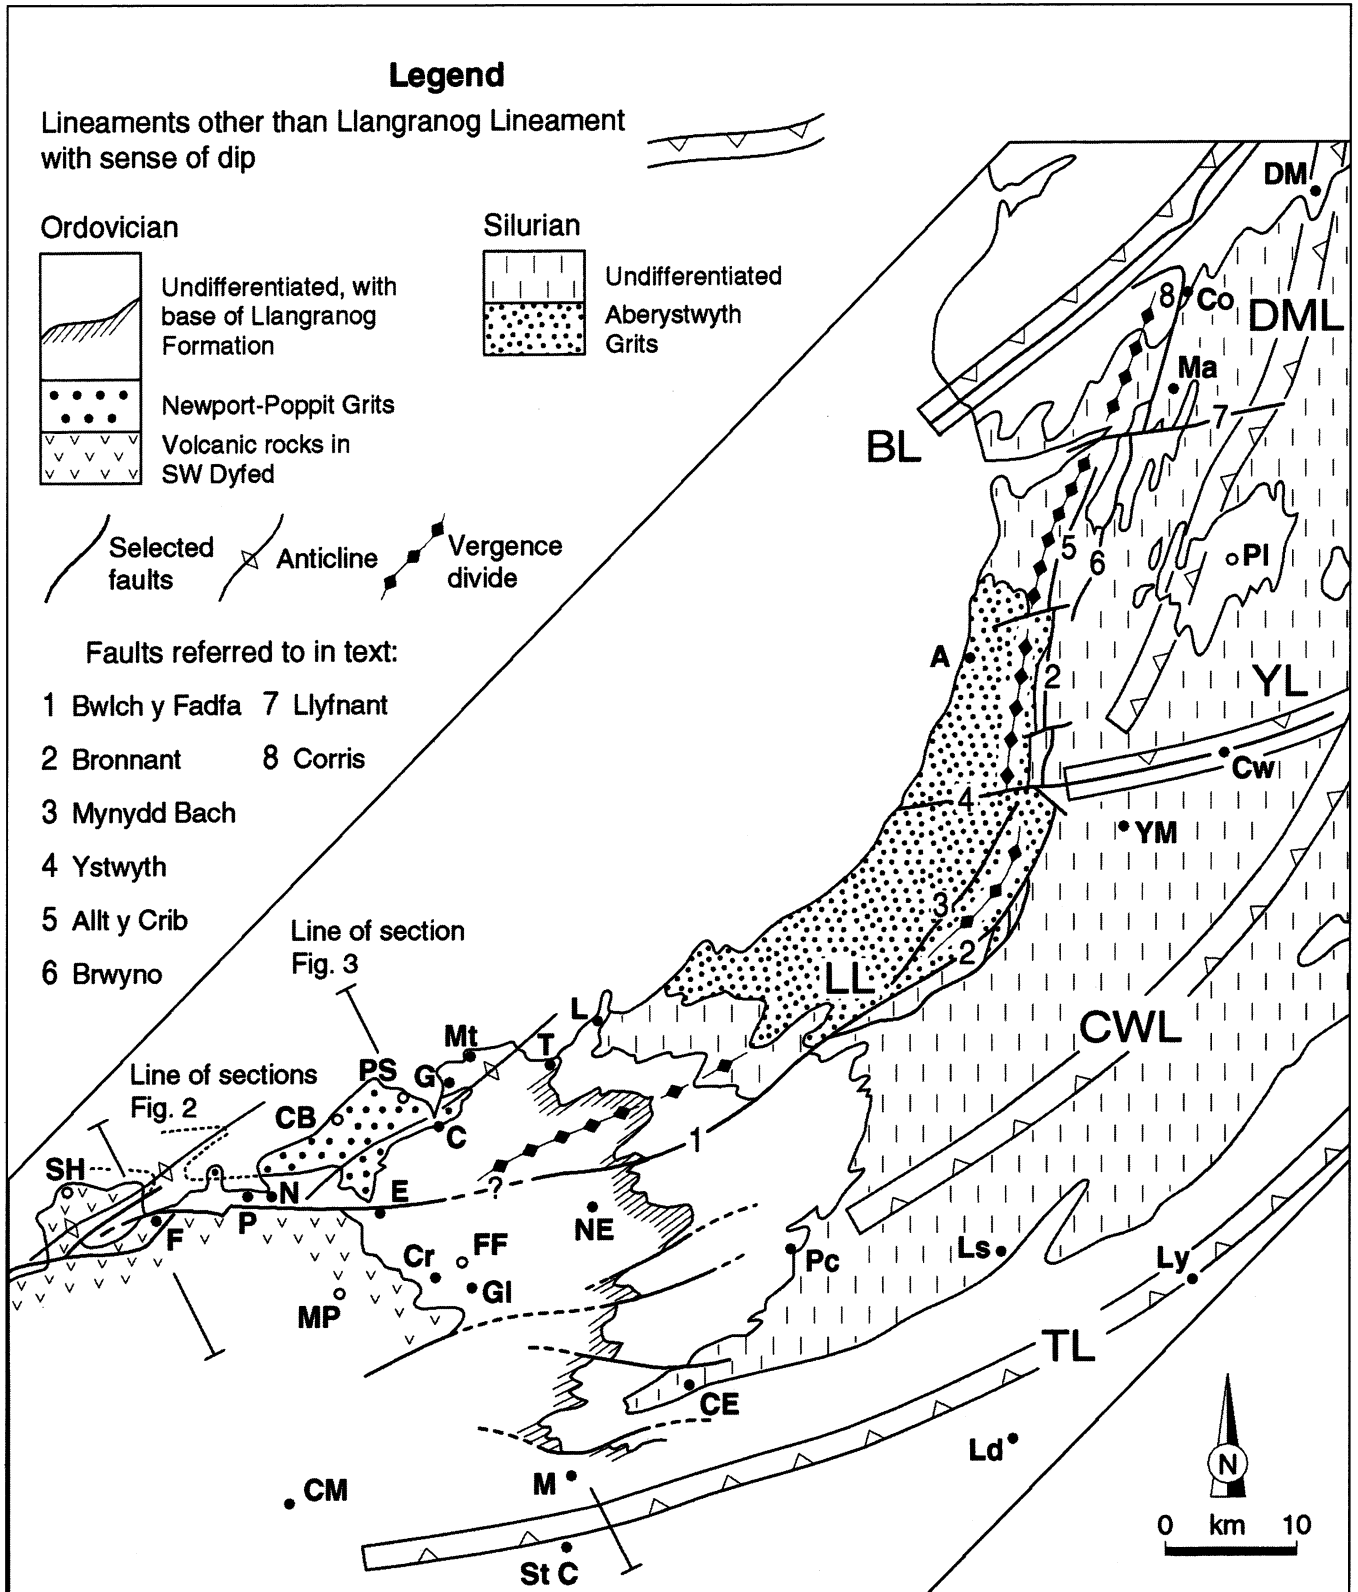 Legend
Lineaments other than Llangranog Lineament
with sense of dip
Ordovician
Undifferentiated, with
base of Llangranog
Formation
Newport-Poppit Grits
Volcanic rocks in
SW Dyfed
Silurian
Undifferentiated
Aberystwyth
Grits
Selected
faults
Anticline
Vergence
divide
Faults referred to in text:
1 Bwlch y Fadfa
2 Bronnant
3 Mynydd Bach
4 Ystwyth
5 Allt y Crib
6 Brwyno
7 Llyfnant
8 Corris
DM
8
Co
DML
Ma
7
BL
5
6
Pl
A
2
YL
Cw
4
YM
3
2
LL
CWL
Line of section
Fig. 3
Line of sections
Fig. 2
L
Mt
T
PS
G
CB
C
1
SH
N
E
?
P
F
NE
Cr
FF
Gl
MP
Pc
Ls
Ly
TL
CE
Ld
M
CM
St C
N
0 km 10